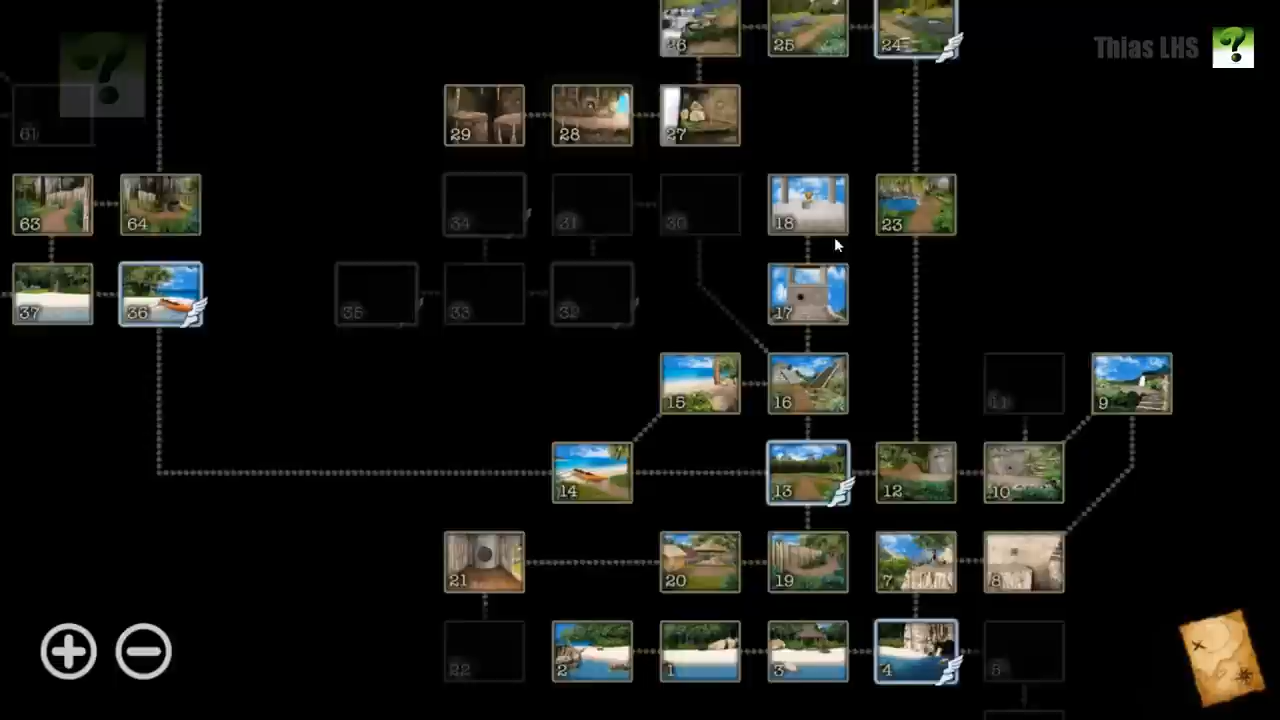 26 25 24
Thias LHS ?
61
29 28 27
63 64 34 31 30 18 23
37 36 35 33 32 17
15 16 11 9
14 13 12 10
21 20 19 7 8
22 2 1 3 4